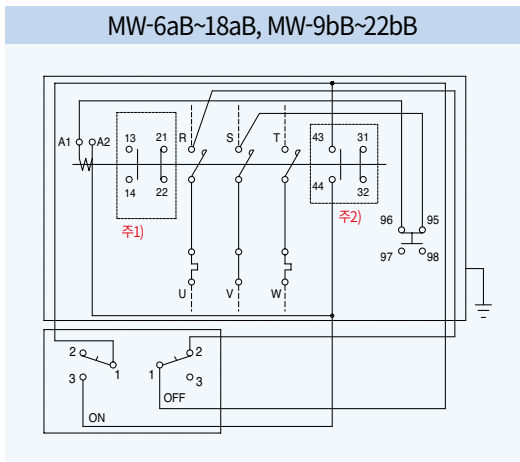 MW-6aB~18aB, MW-9bB~22bB
A1 A2 13 21 R S T 43 31
14 22 44 32
주1) 주2)
96 95
97 98
U V W
2 1 2
3 1 3
OFF
ON